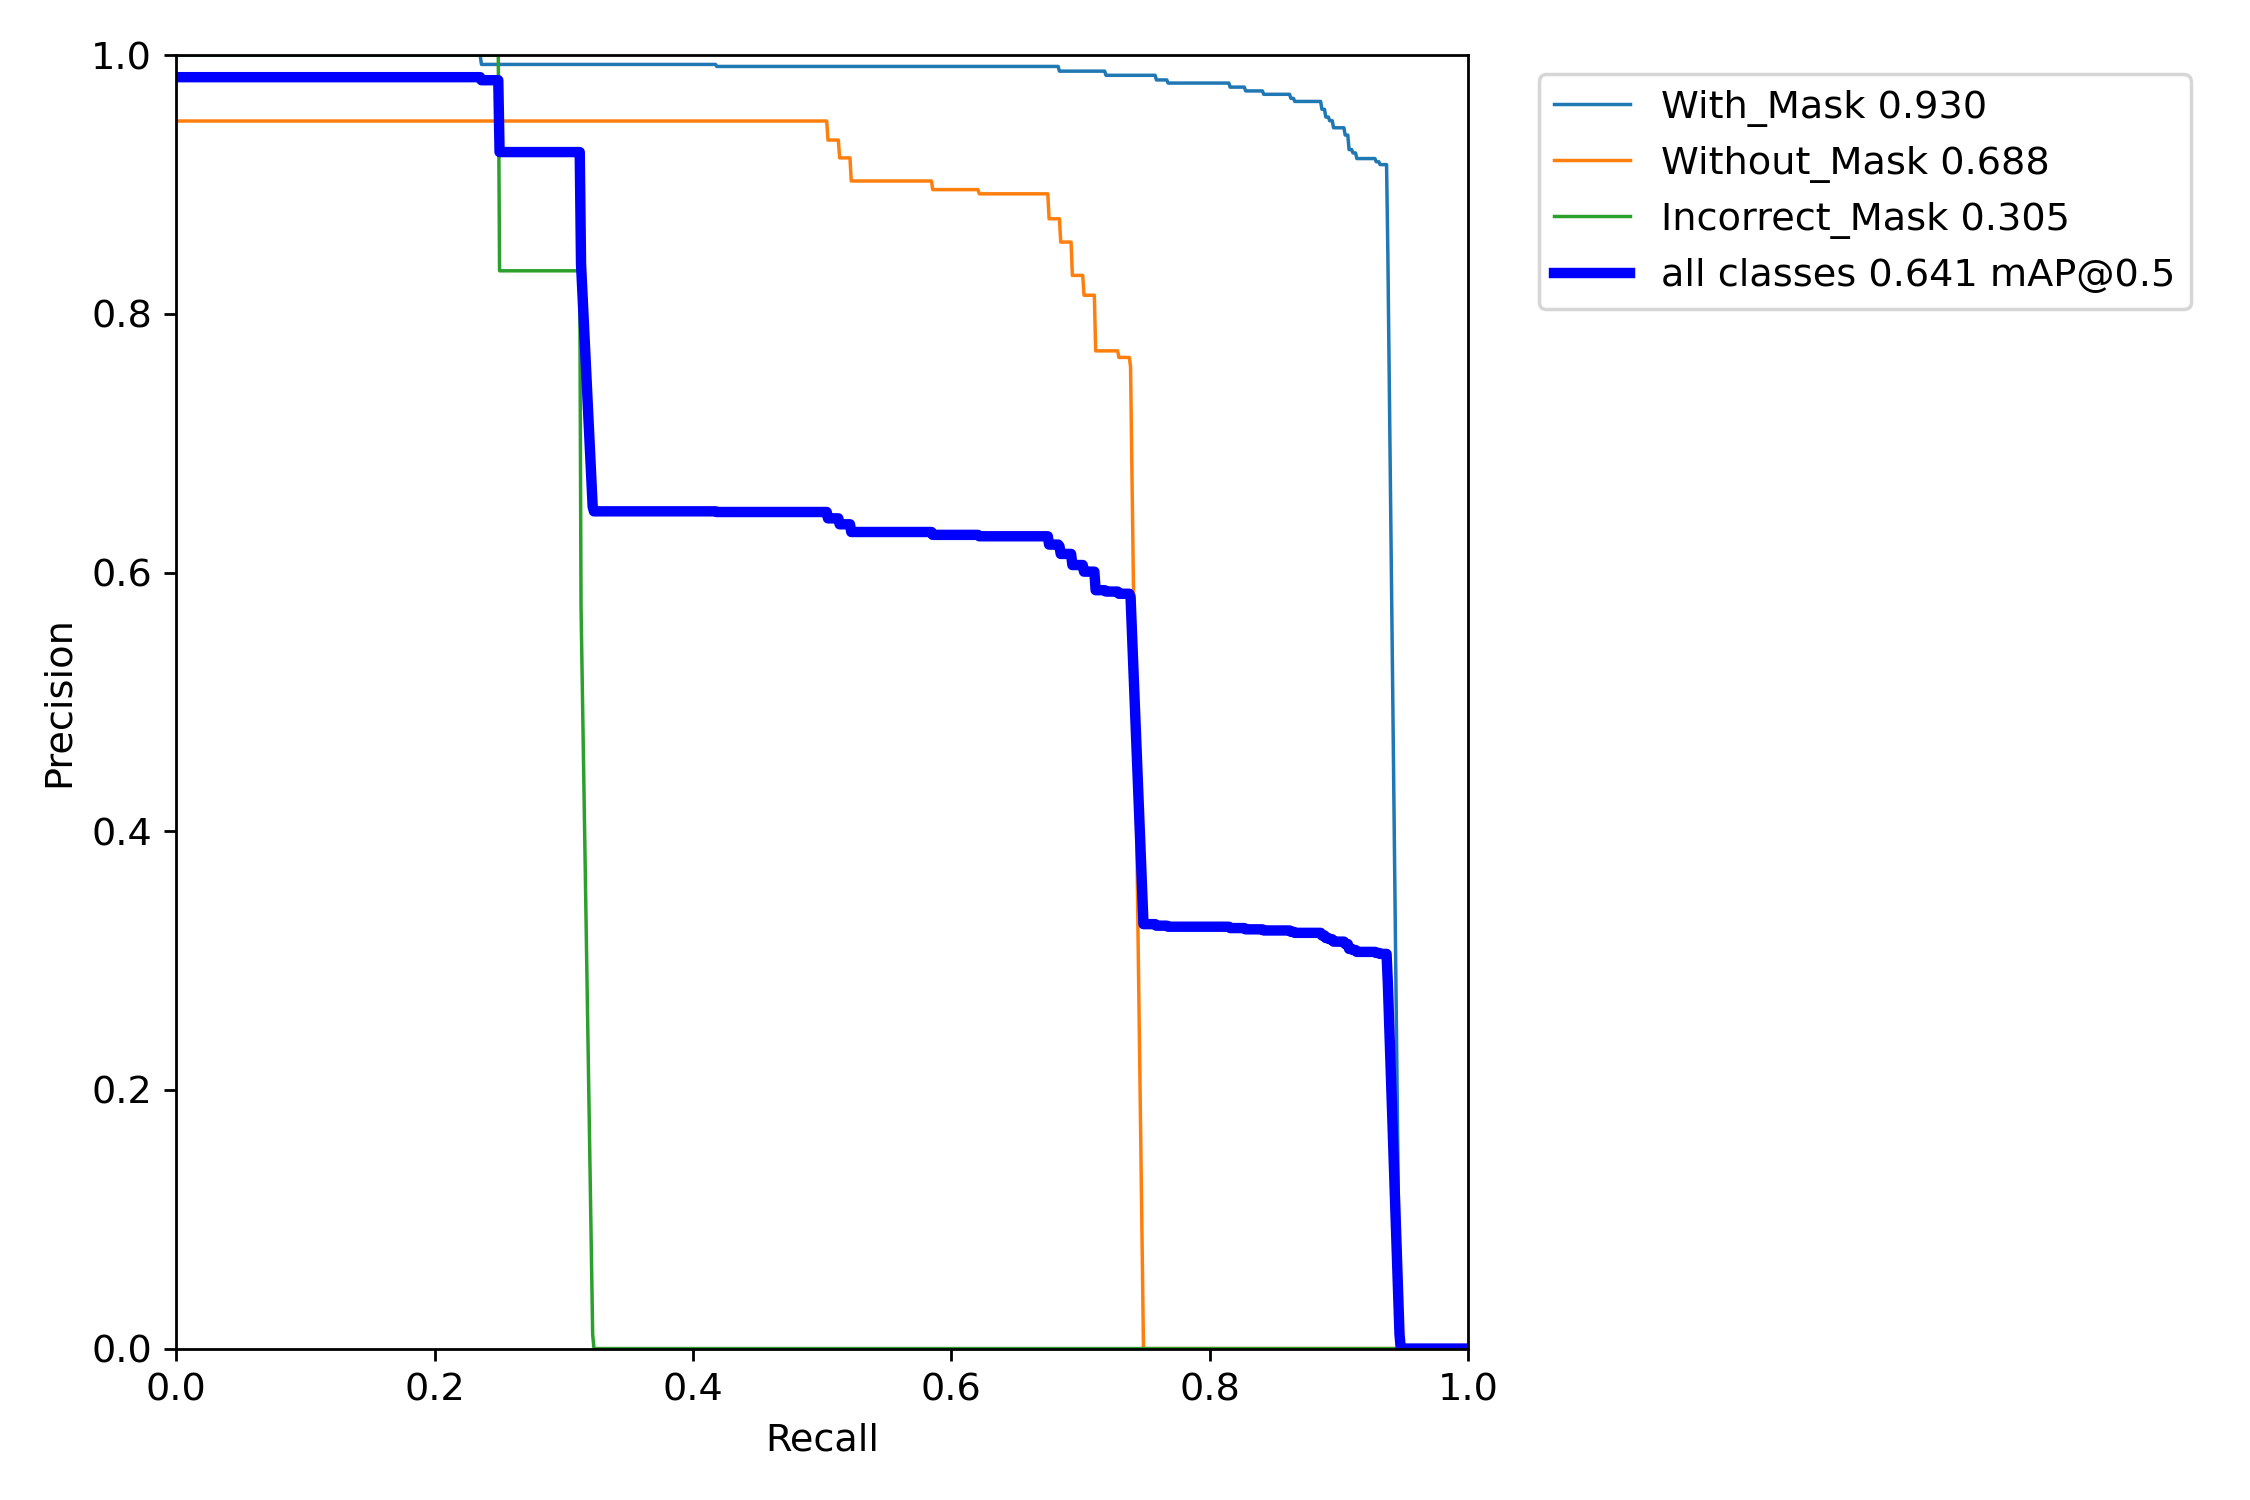 1.0
0.8
0.6
0.4
0.2
0.0
Precision
0.0 0.2 0.4 0.6 0.8 1.0
Recall
With_Mask 0.930
Without_Mask 0.688
Incorrect_Mask 0.305
all classes 0.641 mAP@0.5